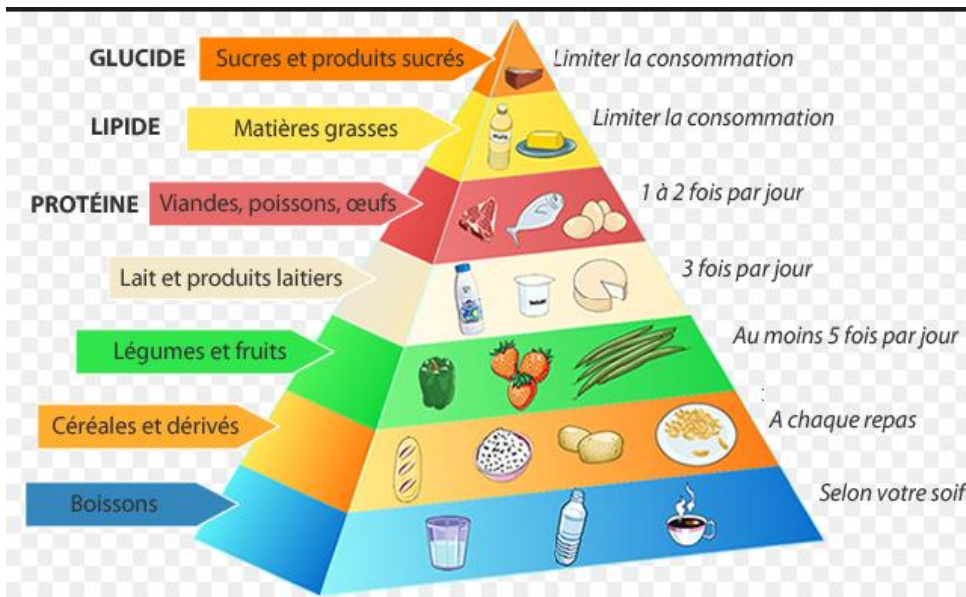 GLUCIDE Sucres et produits sucrés Limiter la consommation
LIPIDE Matières grasses Limiter la consommation
PROTÉINE Viandes, poissons, œufs 1 à 2 fois par jour
Lait et produits laitiers 3 fois par jour
Légumes et fruits Au moins 5 fois par jour
Céréales et dérivés A chaque repas
Boissons Selon votre soif